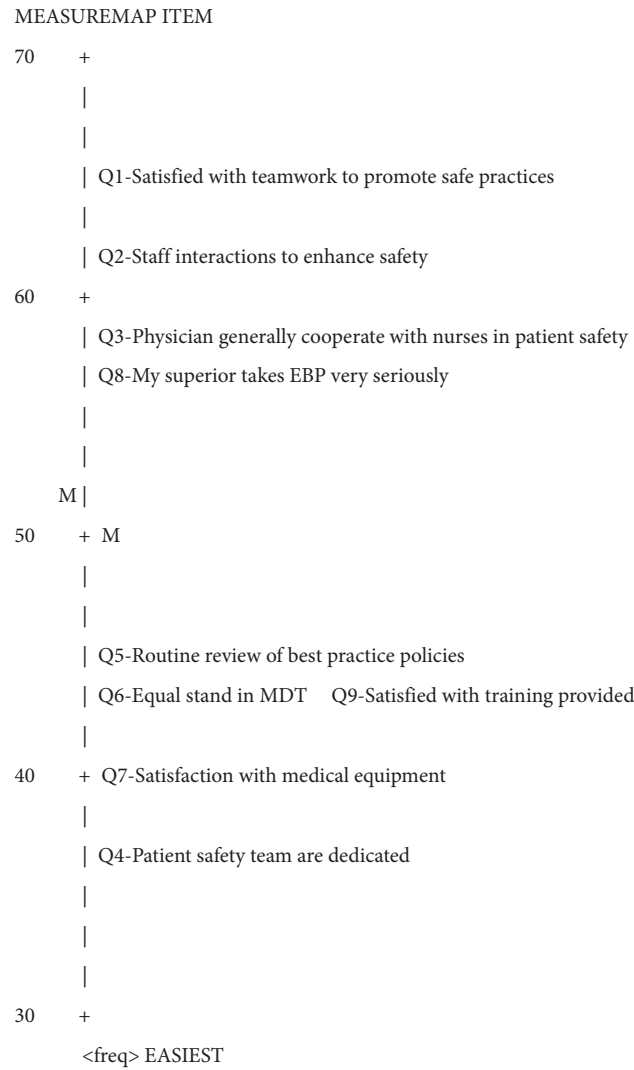 MEASUREMAP ITEM
70 +
|
|
| Q1-Satisfied with teamwork to promote safe practices
|
| Q2-Staff interactions to enhance safety
60 +
| Q3-Physician generally cooperate with nurses in patient safety
| Q8-My superior takes EBP very seriously
|
|
M |
50 + M
|
|
| Q5-Routine review of best practice policies
| Q6-Equal stand in MDT Q9-Satisfied with training provided
|
40 + Q7-Satisfaction with medical equipment
|
| Q4-Patient safety team are dedicated
|
|
|
30 +
<freq> EASIEST